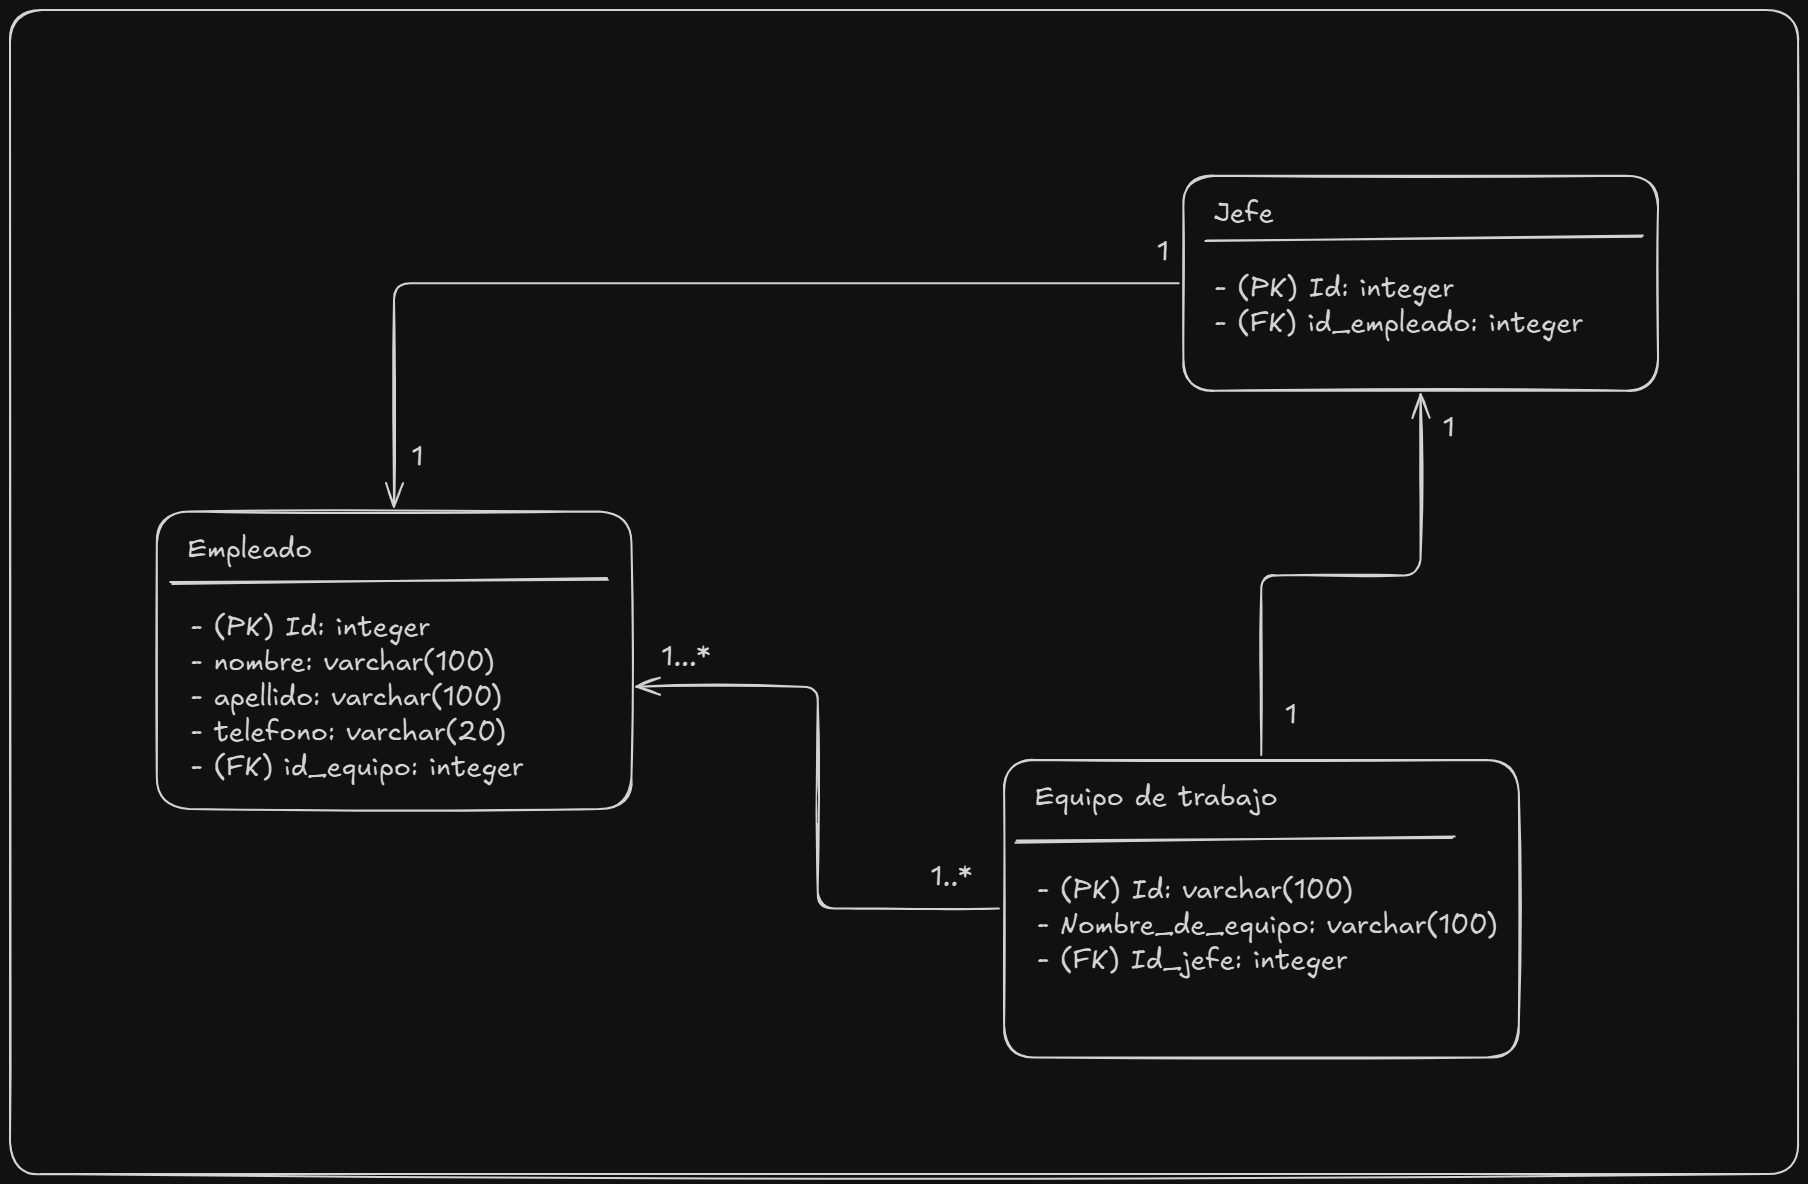 Jefe
1
- (PK) Id: integer
- (FK) id_empleado: integer
1
1
Empleado
- (PK) Id: integer
- nombre: varchar(100)
- apellido: varchar(100)
- telefono: varchar(20)
- (FK) id_equipo: integer
1...*
1
Equipo de trabajo
1..*
- (PK) Id: varchar(100)
- Nombre_de_equipo: varchar(100)
- (FK) Id_jefe: integer